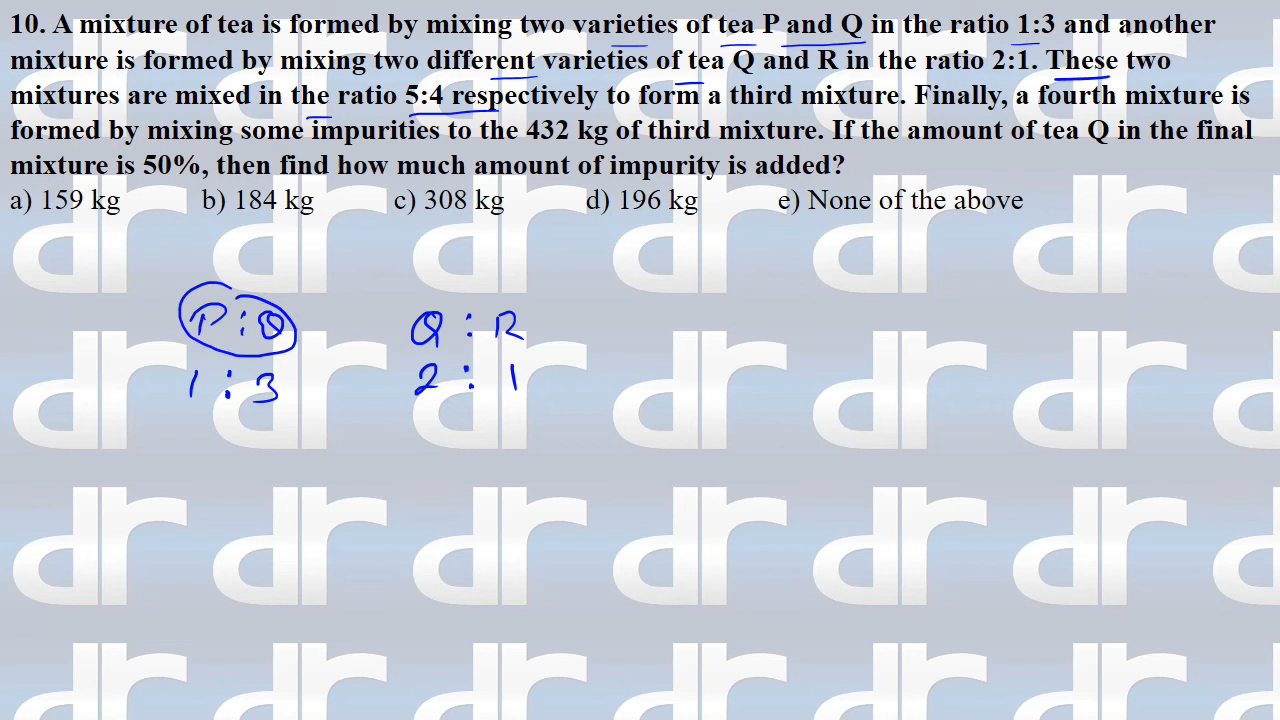 10. A mixture of tea is formed by mixing two varieties of tea P and Q in the ratio 1:3 and another
mixture is formed by mixing two different varieties of tea Q and R in the ratio 2:1. These two
mixtures are mixed in the ratio 5:4 respectively to form a third mixture. Finally, a fourth mixture is
formed by mixing some impurities to the 432 kg of third mixture. If the amount of tea Q in the final
mixture is 50%, then find how much amount of impurity is added?
a) 159 kg b) 184 kg c) 308 kg d) 196 kg e) None of the above
P : Q Q : R
1 : 3 2 : 1